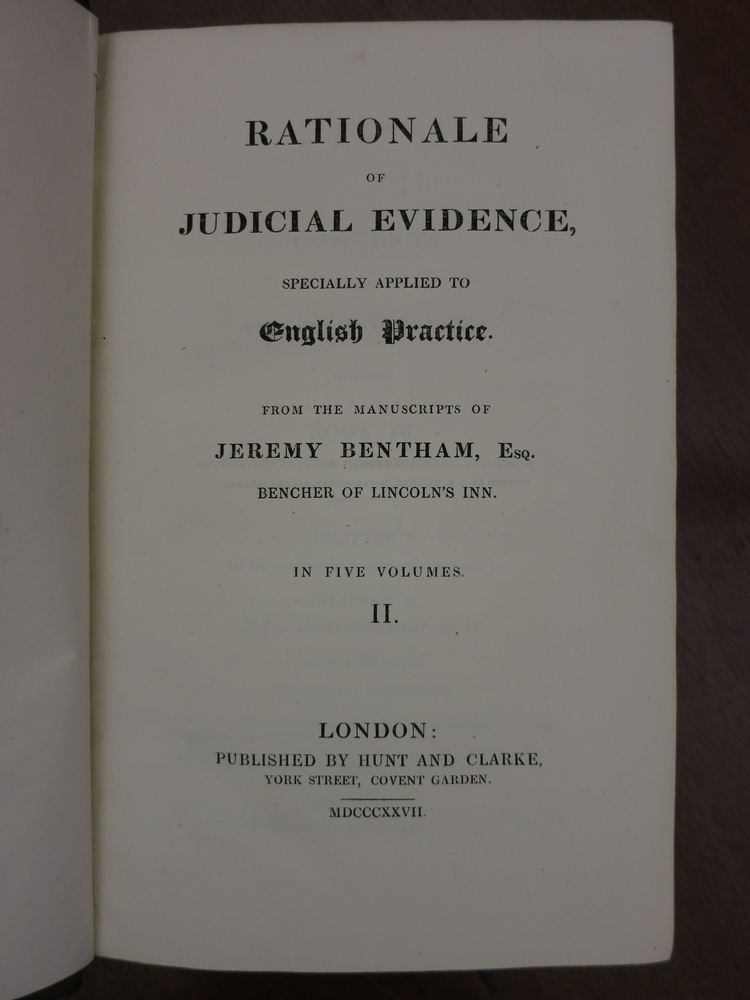 RATIONALE
OF
JUDICIAL EVIDENCE,
SPECIALLY APPLIED TO
English Practice.
FROM THE MANUSCRIPTS OF
JEREMY BENTHAM, ESQ.
BENCHER OF LINCOLN'S INN.
IN FIVE VOLUMES.
II.
LONDON:
PUBLISHED BY HUNT AND CLARKE,
YORK STREET, COVENT GARDEN.
MDCCCXXVII.